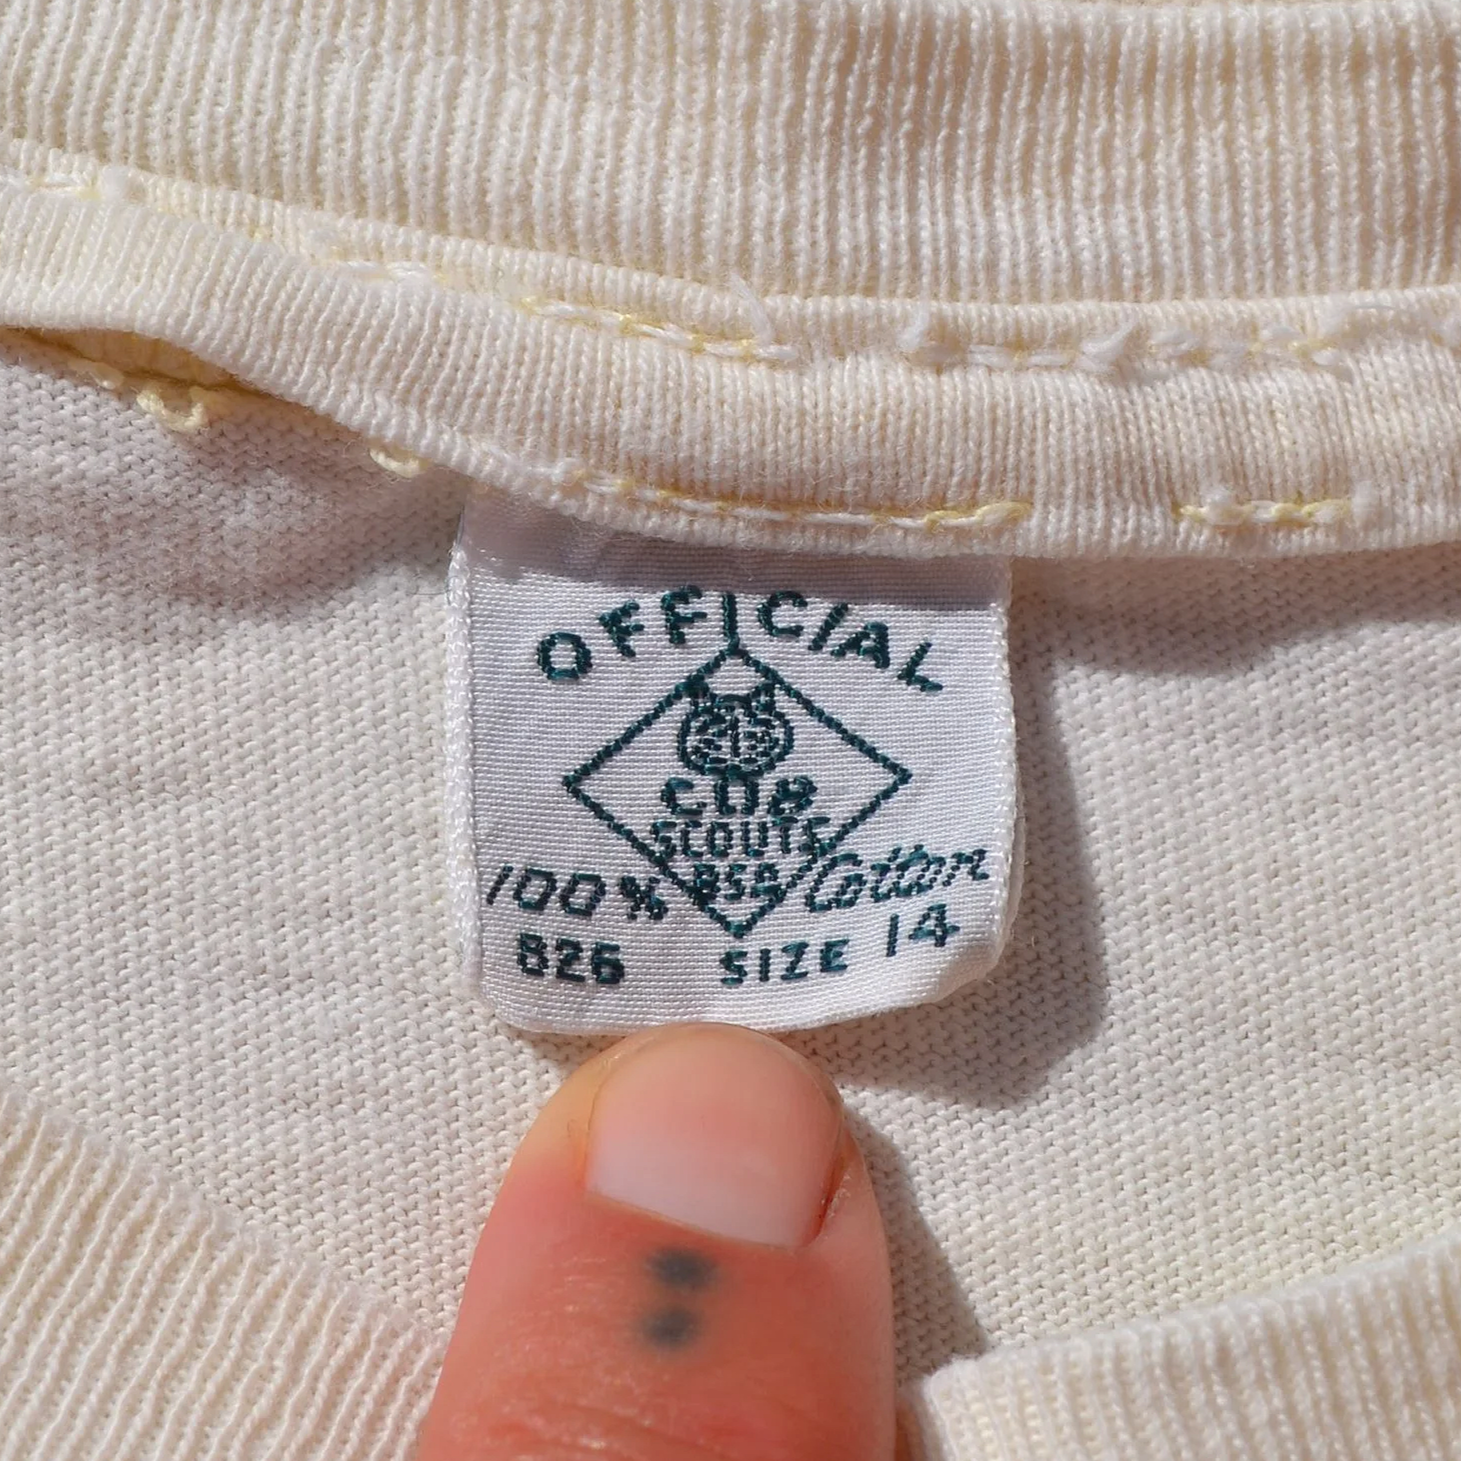 OFFICIAL
CUB
SCOUTS
BSA
100% Cotton
826 SIZE 14